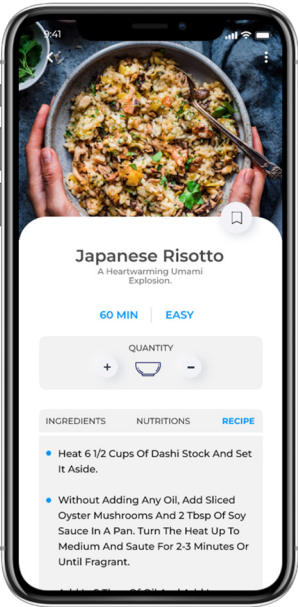 9:41
Japanese Risotto
A Heartwarming Umami
Explosion.
60 MIN
EASY
QUANTITY
+
-
INGREDIENTS
NUTRITIONS
RECIPE
Heat 6 1/2 Cups Of Dashi Stock And Set
It Aside.
Without Adding Any Oil, Add Sliced
Oyster Mushrooms And 2 Tbsp Of Soy
Sauce In A Pan. Turn The Heat Up To
Medium And Saute For 2-3 Minutes Or
Until Fragrant.